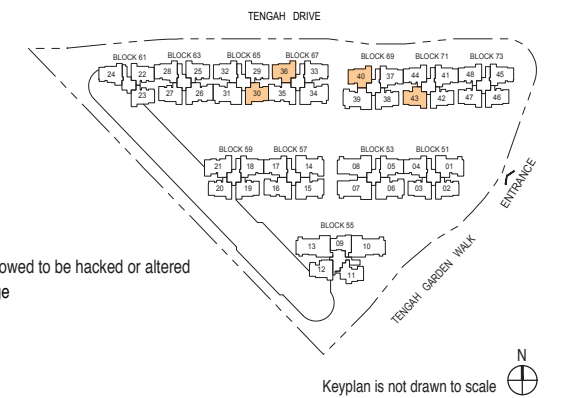 TENGAH DRIVE
BLOCK 61 BLOCK 63 BLOCK 65 BLOCK 67 BLOCK 69 BLOCK 71 BLOCK 73
24 22 28 25 32 29 36 33 40 37 44 41 48 45
23 27 26 31 30 35 34 39 38 43 42 47 46
BLOCK 59 BLOCK 57 BLOCK 53 BLOCK 51
21 18 17 14 08 05 04 01
20 19 16 15 07 06 03 02
ENTRANCE
BLOCK 55
13 09 10
12 11
TENGAH GARDEN WALK
owed to be hacked or altered
ge
N
Keyplan is not drawn to scale